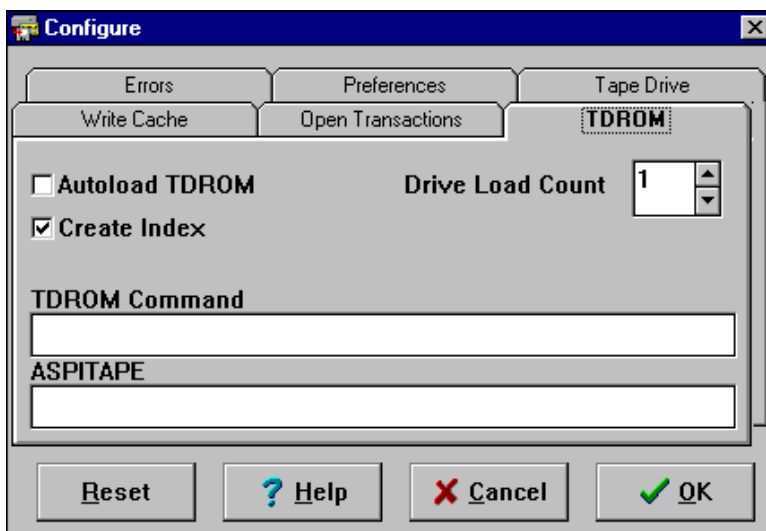 Configure
Errors
Preferences
Tape Drive
Write Cache
Open Transactions
TDROM
Autoload TDROM
Drive Load Count
1
Create Index
TDROM Command
ASPITAPE
Reset
? Help
Cancel
OK